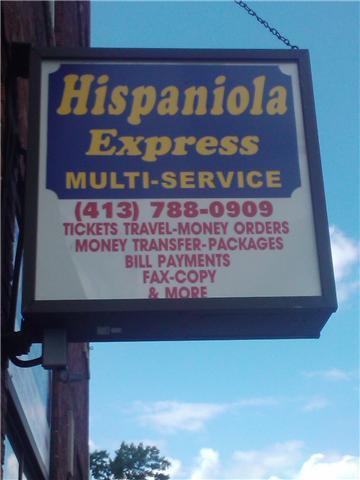 Hispaniola
Express
MULTI-SERVICE
(413) 788-0909
TICKETS TRAVEL-MONEY ORDERS
MONEY TRANSFER-PACKAGES
BILL PAYMENTS
FAX-COPY
& MORE